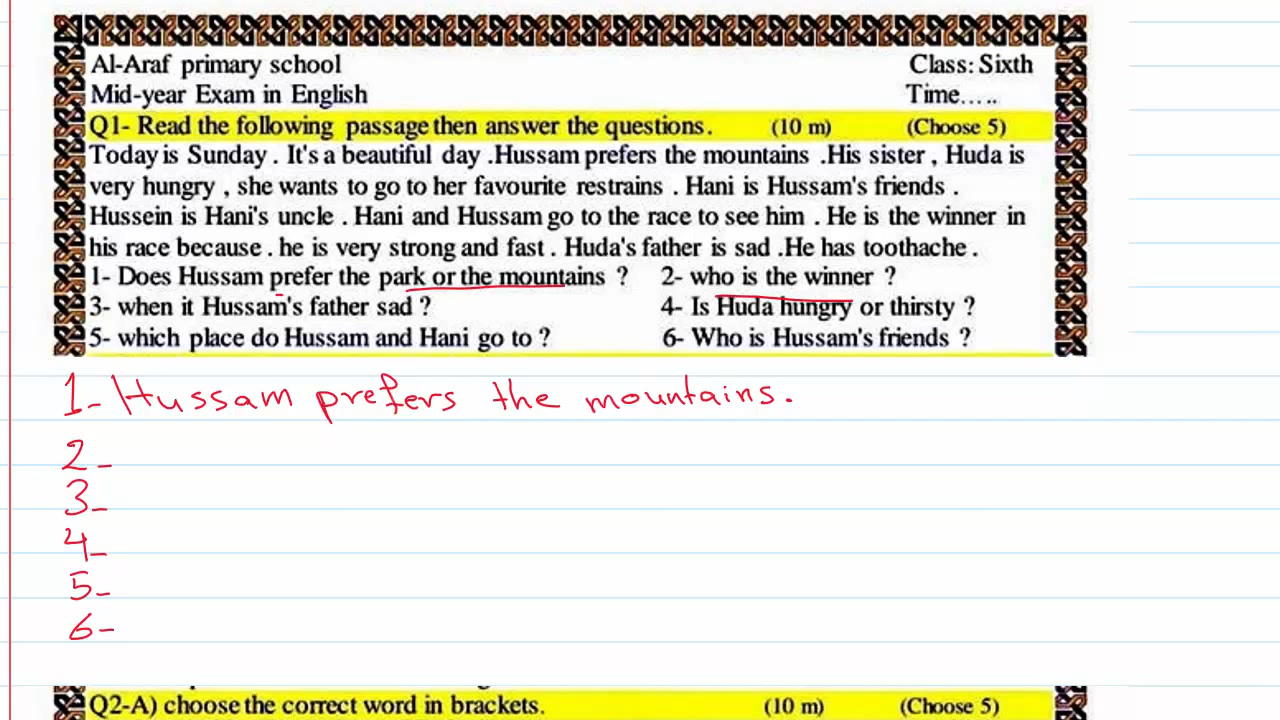 Al-Araf primary school Class: Sixth
Mid-year Exam in English Time.....
Q1- Read the following passage then answer the questions. (10 m) (Choose 5)
Today is Sunday . It's a beautiful day .Hussam prefers the mountains .His sister , Huda is
very hungry , she wants to go to her favourite restrains . Hani is Hussam's friends .
Hussein is Hani's uncle . Hani and Hussam go to the race to see him . He is the winner in
his race because . he is very strong and fast . Huda's father is sad .He has toothache .
1- Does Hussam prefer the park or the mountains ? 2- who is the winner ?
3- when it Hussam's father sad ? 4- Is Huda hungry or thirsty ?
5- which place do Hussam and Hani go to ? 6- Who is Hussam's friends ?
1- Hussam prefers the mountains.
2-
3-
4-
5-
6-
Q2-A) choose the correct word in brackets. (10 m) (Choose 5)